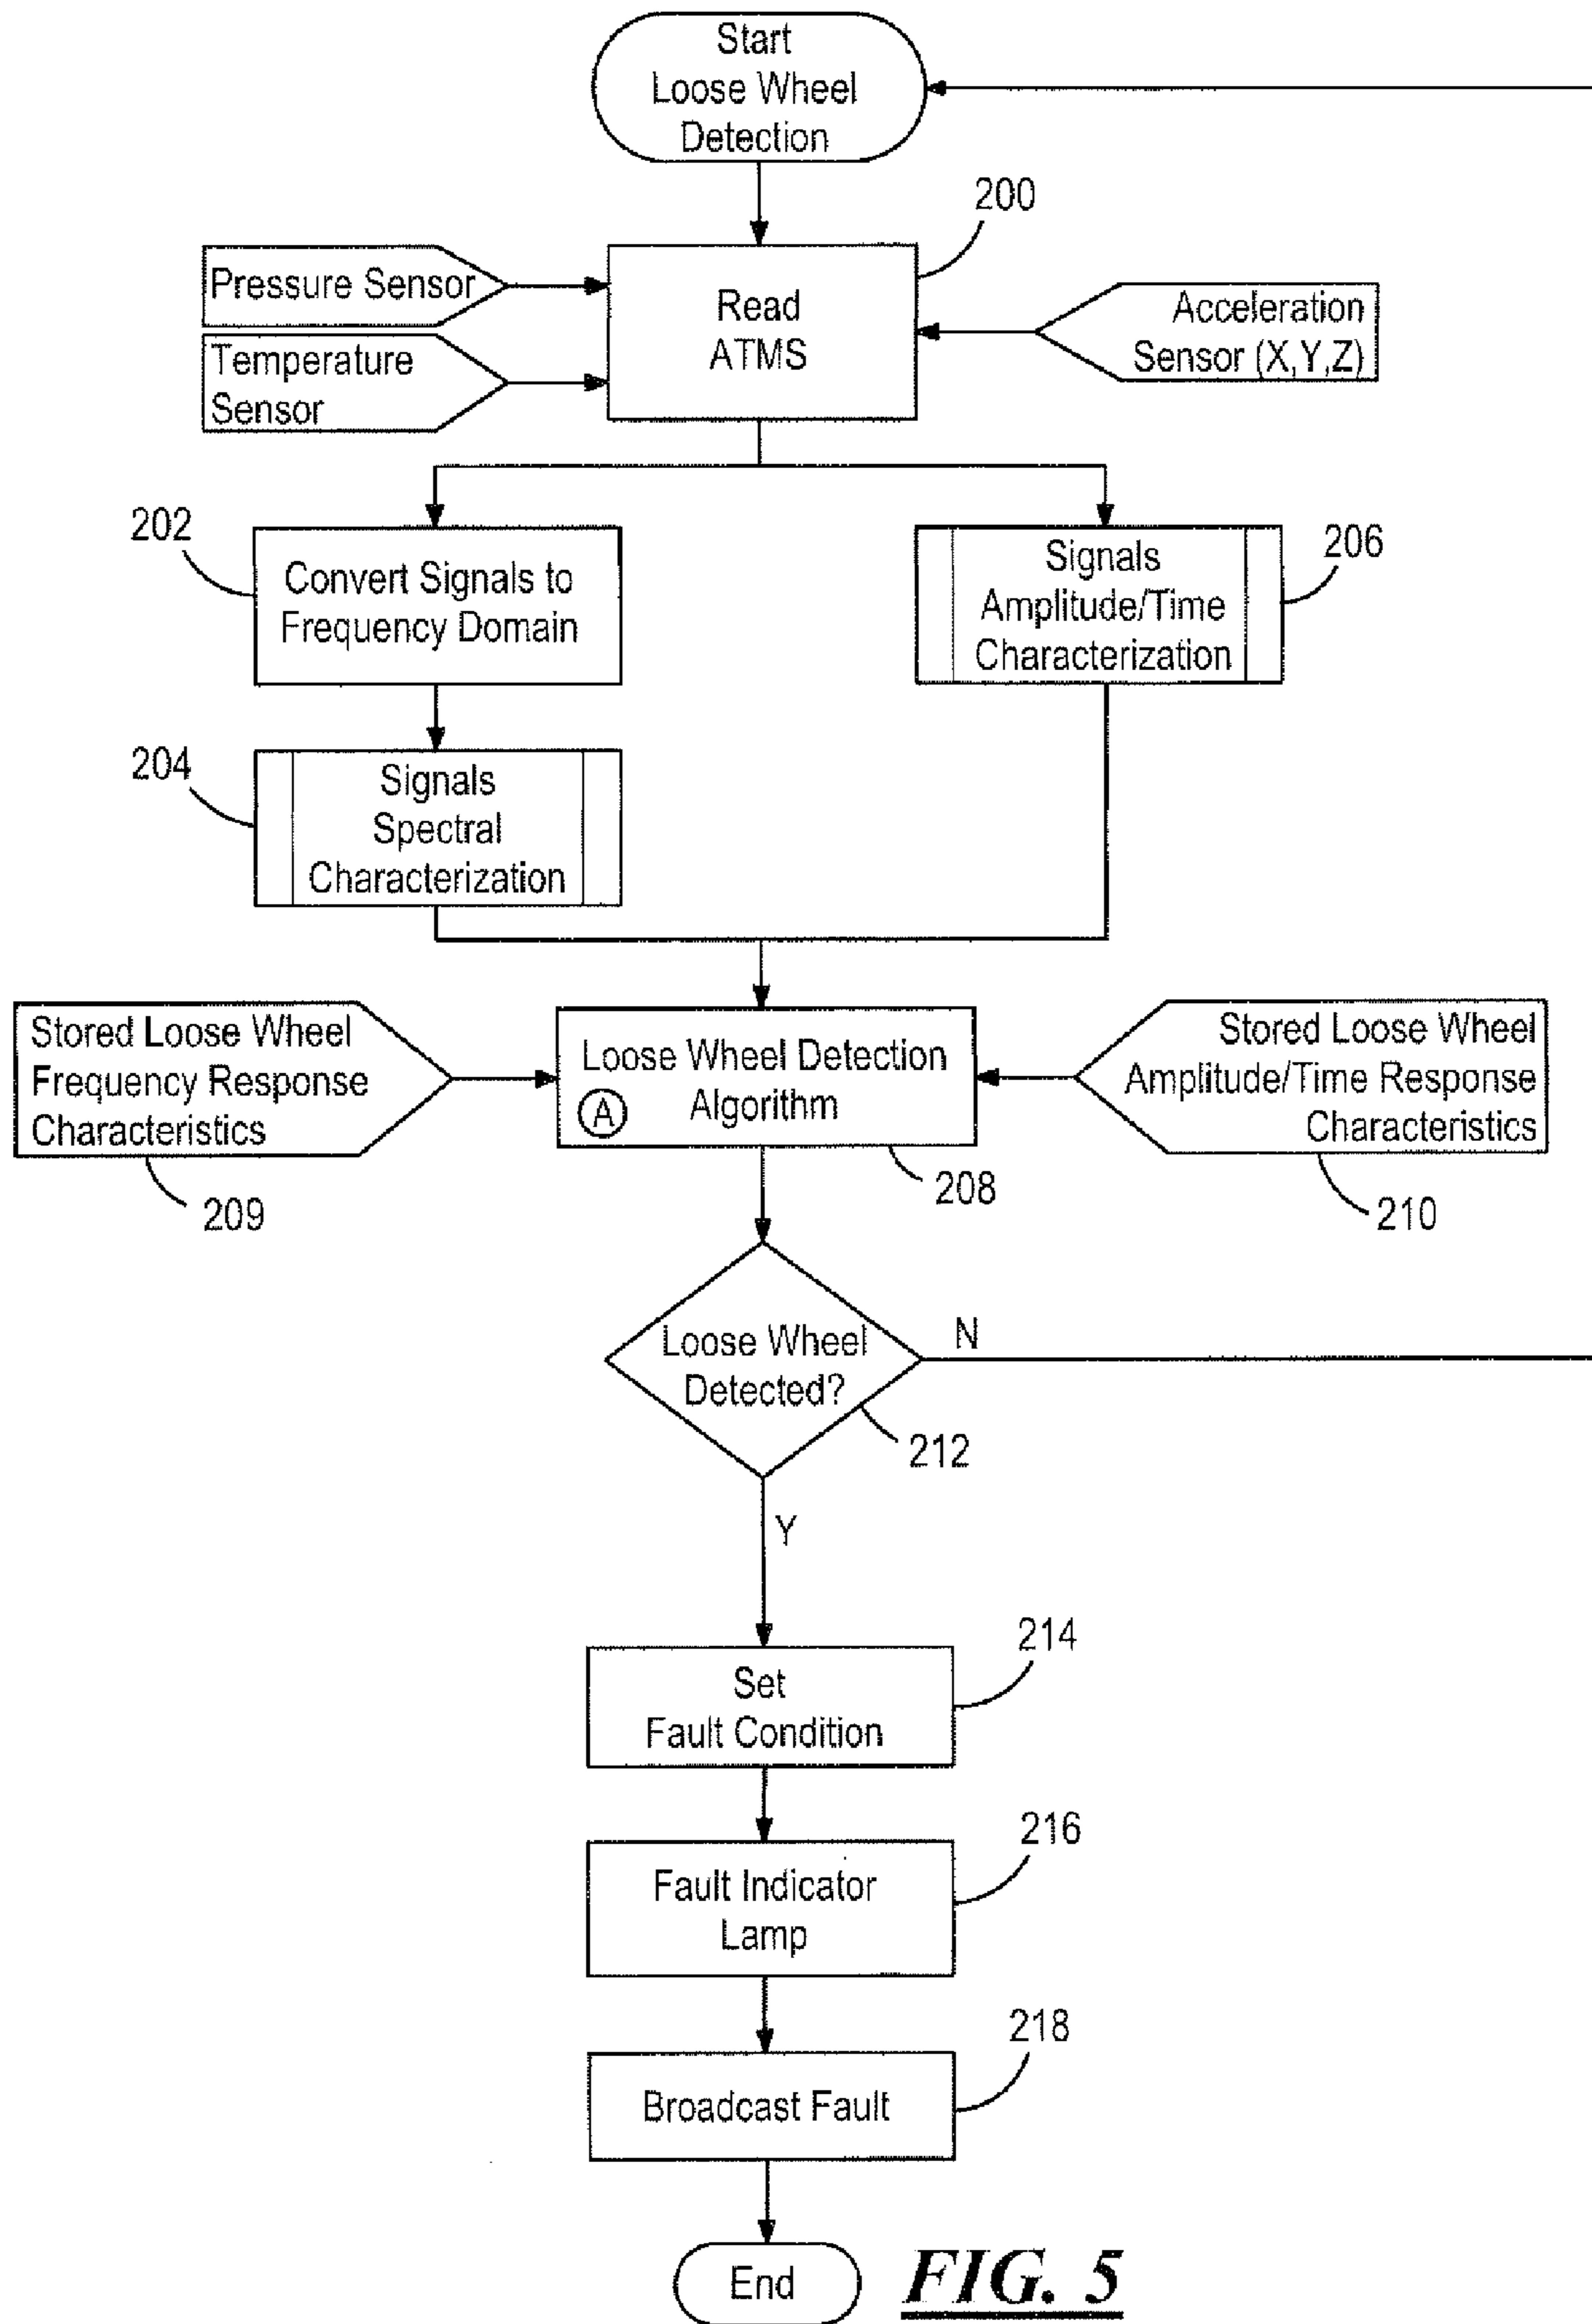 Start
Loose Wheel
Detection
200
Pressure Sensor
Read
ATMS
Acceleration
Sensor (X,Y,Z)
Temperature
Sensor
202
Convert Signals to
Frequency Domain
Signals
Amplitude/Time
Characterization
206
204
Signals
Spectral
Characterization
Stored Loose Wheel
Frequency Response
Characteristics
209
Loose Wheel Detection
Algorithm
A
208
Stored Loose Wheel
Amplitude/Time Response
Characteristics
210
Loose Wheel
Detected?
N
212
Y
214
Set
Fault Condition
216
Fault Indicator
Lamp
218
Broadcast Fault
End
FIG. 5